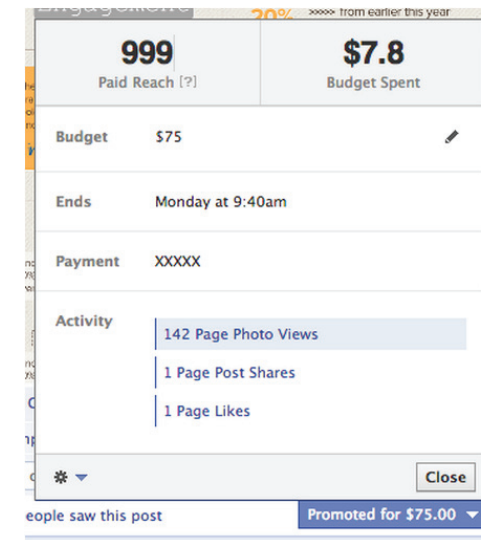 Engagement
20% >>>>> from earlier this year
999 $7.8
Paid Reach [?] Budget Spent
Budget $75
Ends Monday at 9:40am
Payment XXXXX
Activity
142 Page Photo Views
1 Page Post Shares
1 Page Likes
Close
eople saw this post Promoted for $75.00